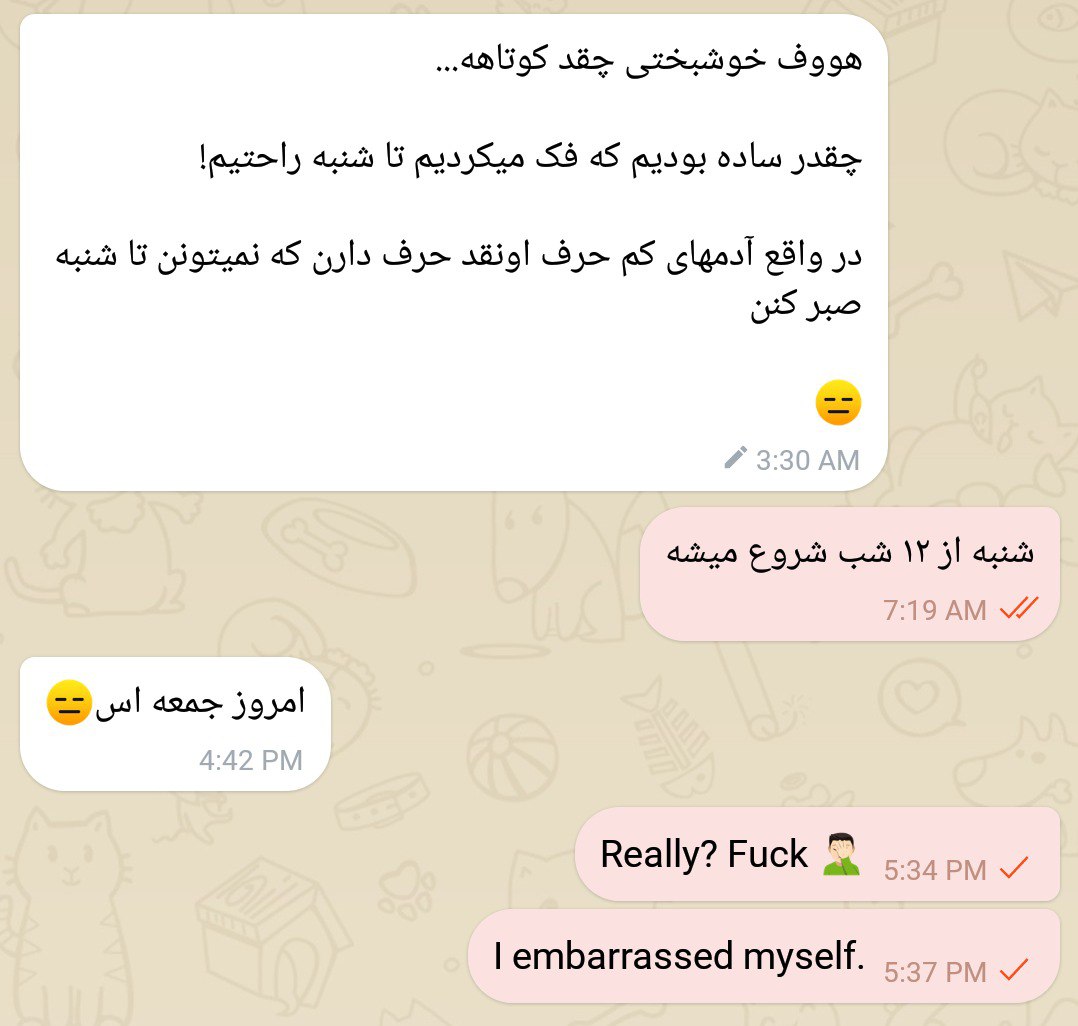 هووف خوشبختی چقد کوتاهه...
چقدر ساده بودیم که فک میکردیم تا شنبه راحتیم!
در واقع آدمهای کم حرف اونقد حرف دارن که نمیتونن تا شنبه
صبر کنن
😑
3:30 AM
شنبه از ۱۲ شب شروع میشه
7:19 AM
امروز جمعه اس😑
4:42 PM
Really? Fuck 🤦🏻‍♂️ 5:34 PM
I embarrassed myself. 5:37 PM